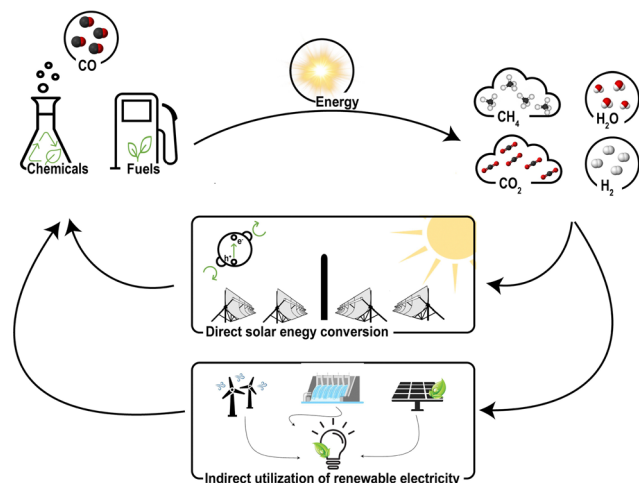 CO
Energy
CH4
H2O
Chemicals
Fuels
CO2
H2
e-
h+
Direct solar enegy conversion
Indirect utilization of renewable electricity